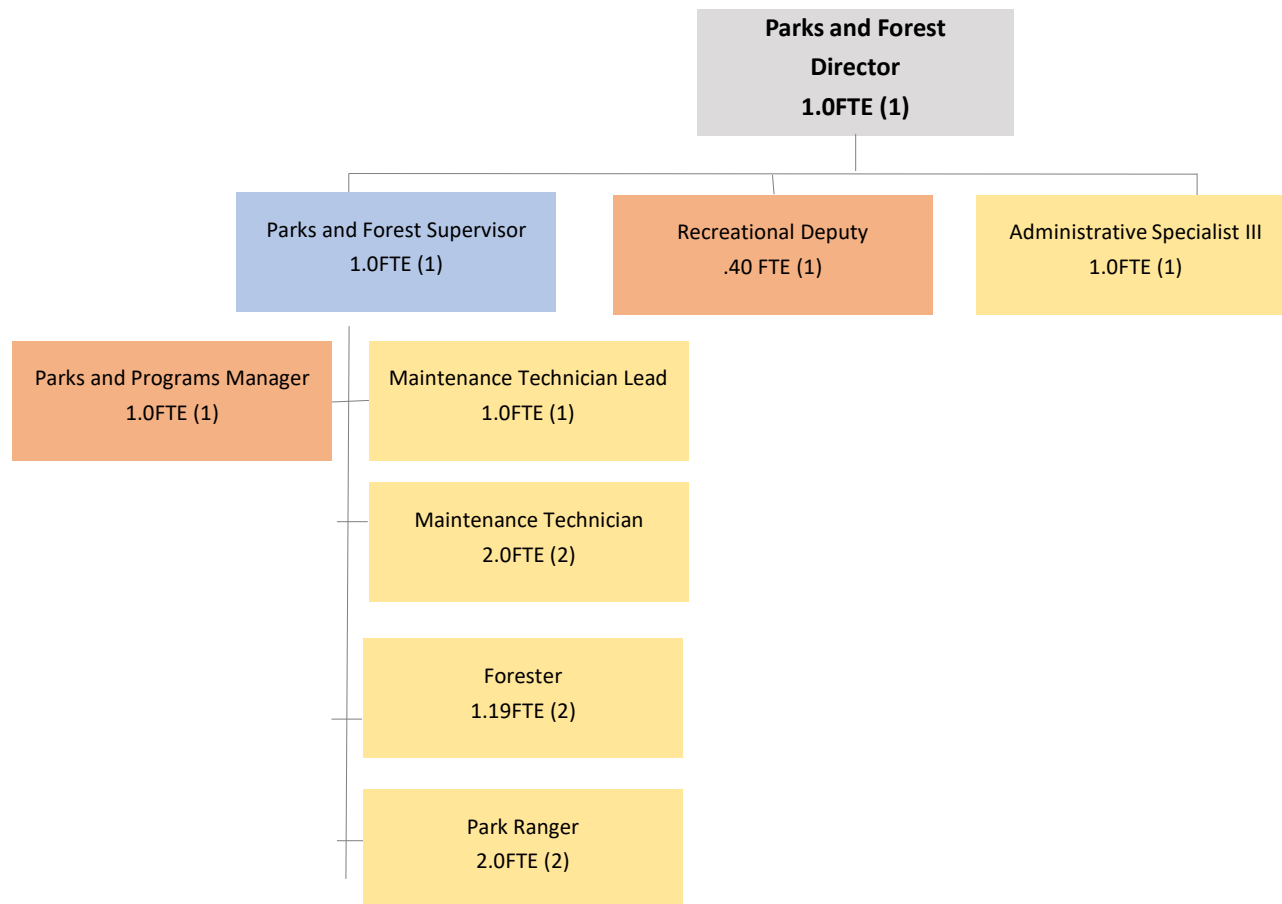 Parks and Forest
Director
1.0FTE (1)
Parks and Forest Supervisor
1.0FTE (1)
Recreational Deputy
.40 FTE (1)
Administrative Specialist III
1.0FTE (1)
Parks and Programs Manager
1.0FTE (1)
Maintenance Technician Lead
1.0FTE (1)
Maintenance Technician
2.0FTE (2)
Forester
1.19FTE (2)
Park Ranger
2.0FTE (2)